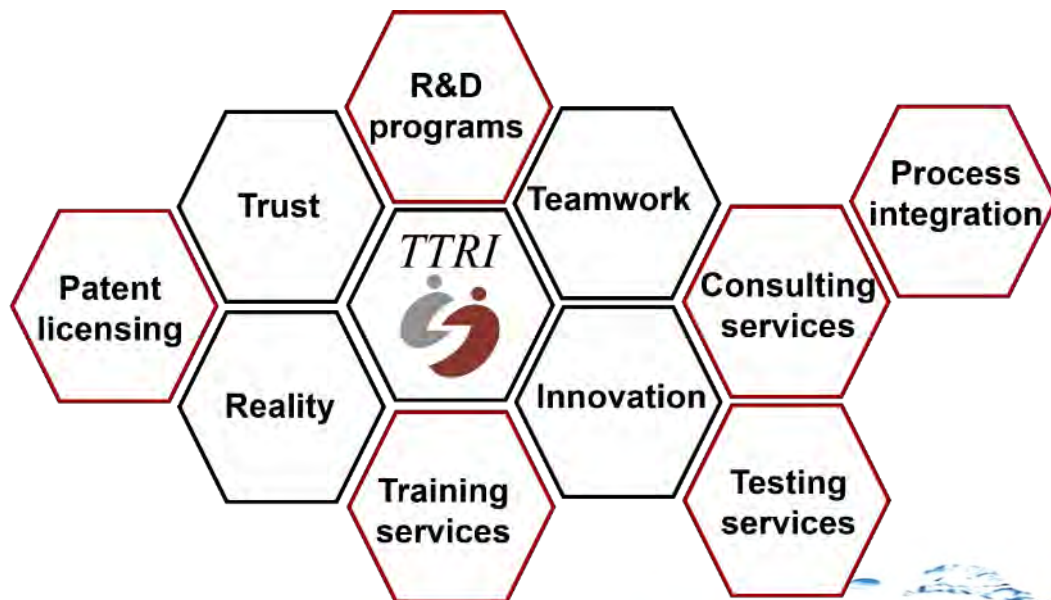 R&D
programs
Trust
Teamwork
Process
integration
TTRI
Patent
licensing
Consulting
services
Reality
Innovation
Training
services
Testing
services